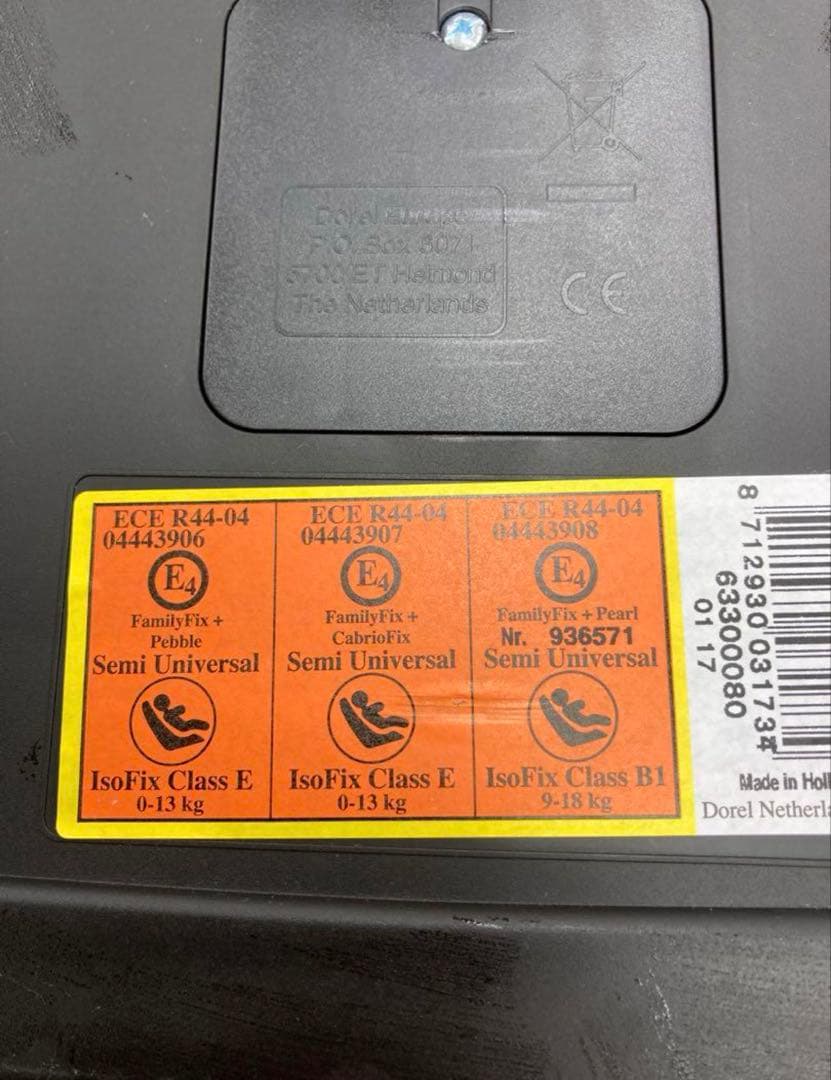 Dorel Europe
P.O. Box 6071
5700 ET Helmond
The Netherlands
CE
ECE R44-04
04443906
E4
FamilyFix +
Pebble
Semi Universal
IsoFix Class E
0-13 kg
ECE R44-04
04443907
E4
FamilyFix +
CabrioFix
Semi Universal
IsoFix Class E
0-13 kg
ECE R44-04
04443908
E4
FamilyFix + Pearl
Nr. 936571
Semi Universal
IsoFix Class B1
9-18 kg
8 712930 031734
63300080
01 17
Made in Holl
Dorel Netherla